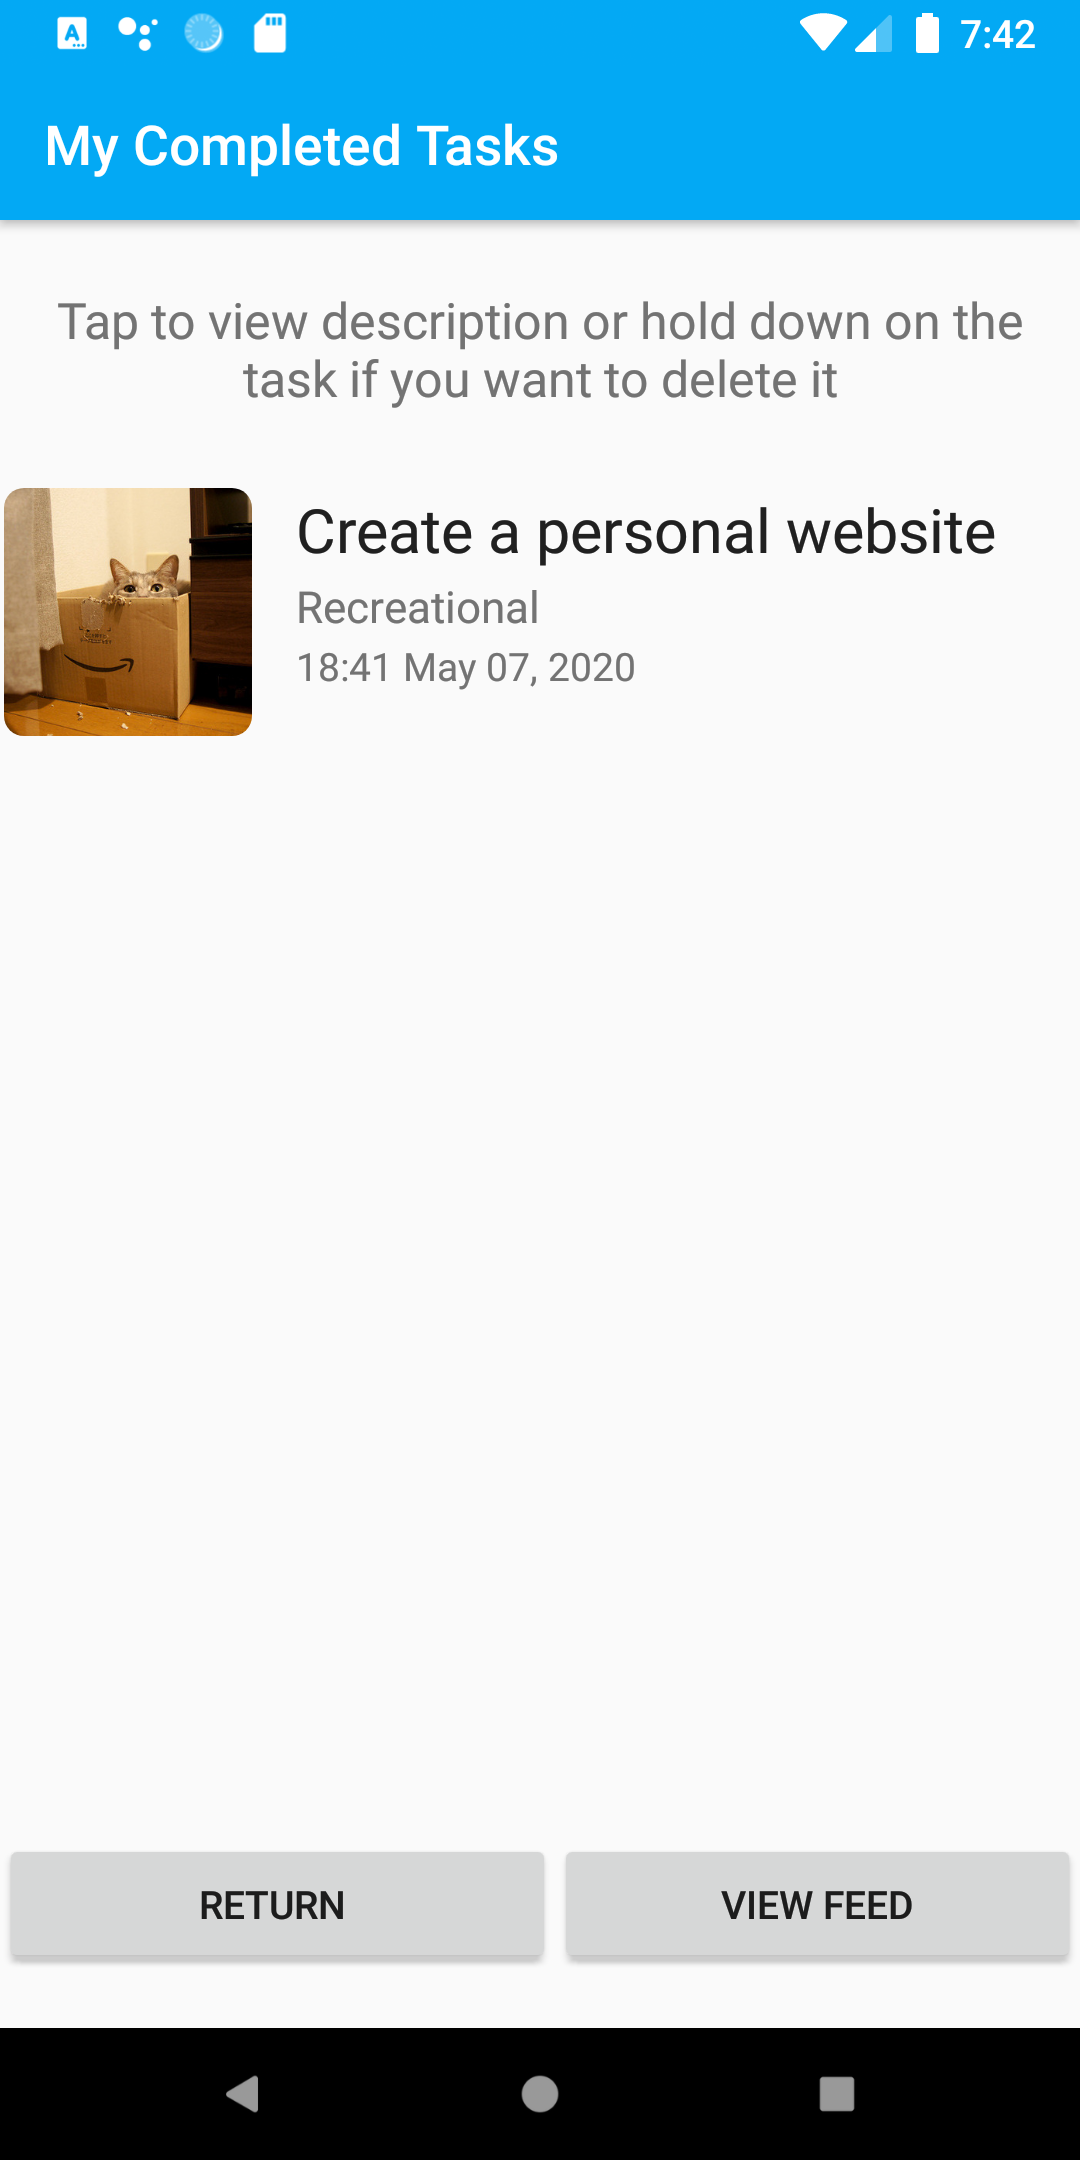 7:42
My Completed Tasks
Tap to view description or hold down on the
task if you want to delete it
Create a personal website
Recreational
18:41 May 07, 2020
RETURN
VIEW FEED